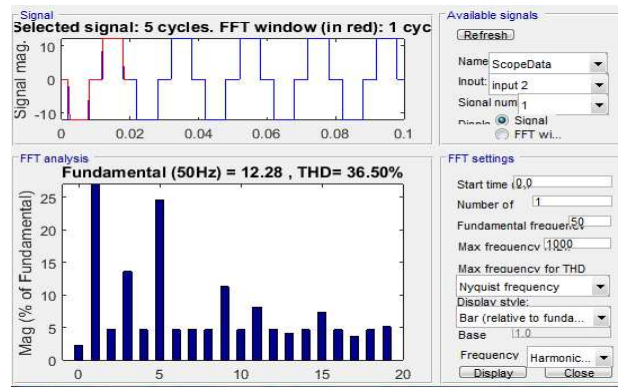 Signal
Selected signal: 5 cycles. FFT window (in red): 1 cyc
Signal mag.
10
0
-10
0
0.02
0.04
0.06
0.08
0.1
FFT analysis
Fundamental (50Hz) = 12.28 , THD= 36.50%
Mag (% of Fundamental)
25
20
15
10
5
0
0
5
10
15
20
Available signals
Refresh
Name ScopeData
Input: input 2
Signal num 1
Signal
FFT wi...
FFT settings
Start time 0.0
Number of 1
Fundamental frequency 50
Max frequency 1000
Max frequency for THD
Nyquist frequency
Display style:
Bar (relative to funda...
Base 1.0
Frequency Harmonic...
Display Close